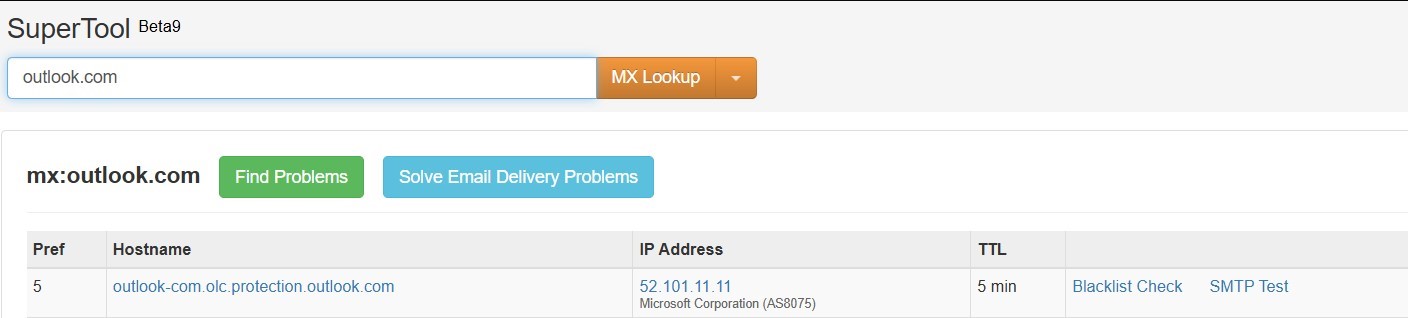 SuperTool Beta9
outlook.com MX Lookup
mx:outlook.com Find Problems Solve Email Delivery Problems
Pref Hostname IP Address TTL
5 outlook-com.olc.protection.outlook.com 52.101.11.11 5 min Blacklist Check SMTP Test
Microsoft Corporation (AS8075)